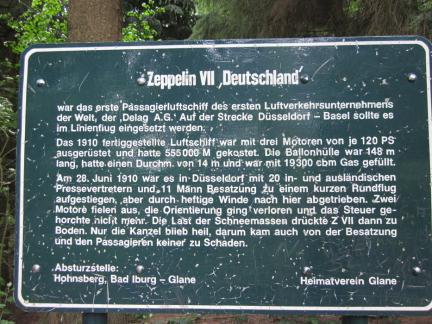 Zeppelin VII ,Deutschland'
war das erste Passagierluftschiff des ersten Luftverkehrsunternehmens
der Welt, der ,Delag A.G.' Auf der Strecke Düsseldorf – Basel sollte es
im Linienflug eingesetzt werden.
Das 1910 fertiggestellte Luftschiff war mit drei Motoren von je 120 PS
ausgerüstet und hatte 555000 M gekostet. Die Ballonhülle war 148 m
lang, hatte einen Durchm. von 14 m und war mit 19300 cbm Gas gefüllt.
Am 28. Juni 1910 war es in Düsseldorf mit 20 in- und ausländischen
Pressevertretern und 11 Mann Besatzung zu einem kurzen Rundflug
aufgestiegen, aber durch heftige Winde nach hier abgetrieben. Zwei
Motore fielen aus, die Orientierung ging verloren und das Steuer ge-
horchte nicht mehr. Die Last der Schneemassen drückte Z VII dann zu
Boden. Nur die Kanzel blieb heil, darum kam auch von der Besatzung
und den Passagieren keiner zu Schaden.
Absturzstelle:
Hohnsberg, Bad Iburg – Glane
Heimatverein Glane